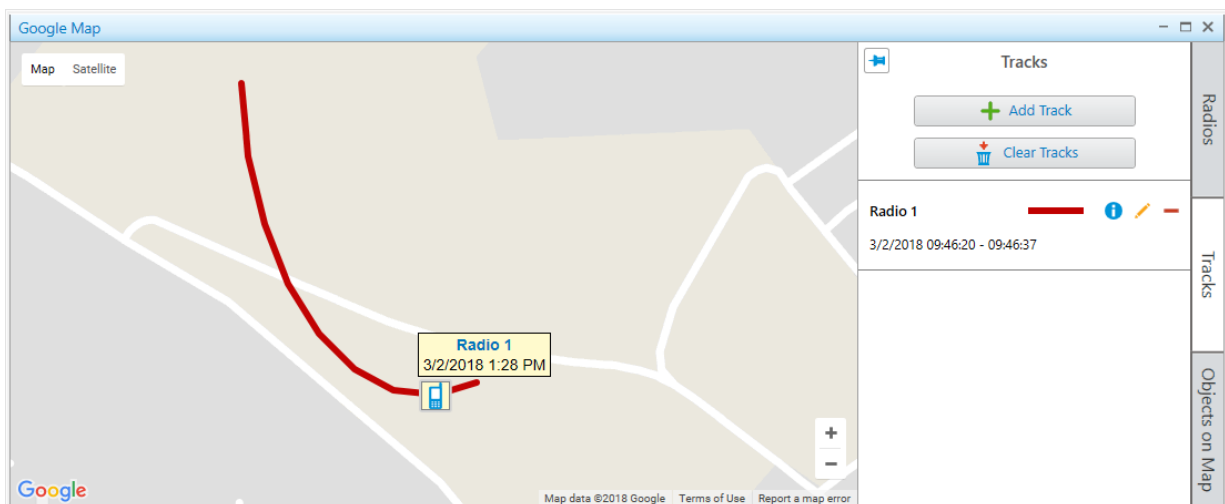 Google Map
Map Satellite
Radio 1
3/2/2018 1:28 PM
Google
Map data ©2018 Google Terms of Use Report a map error
Tracks
Add Track
Clear Tracks
Radio 1
3/2/2018 09:46:20 - 09:46:37
Radios
Tracks
Objects on Map